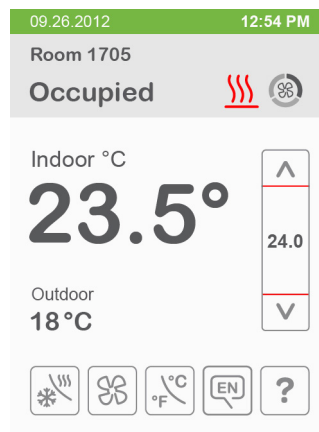 09.26.2012 12:54 PM
Room 1705
Occupied
Indoor °C
23.5°
24.0
Outdoor
18°C
°C
°F
EN
?